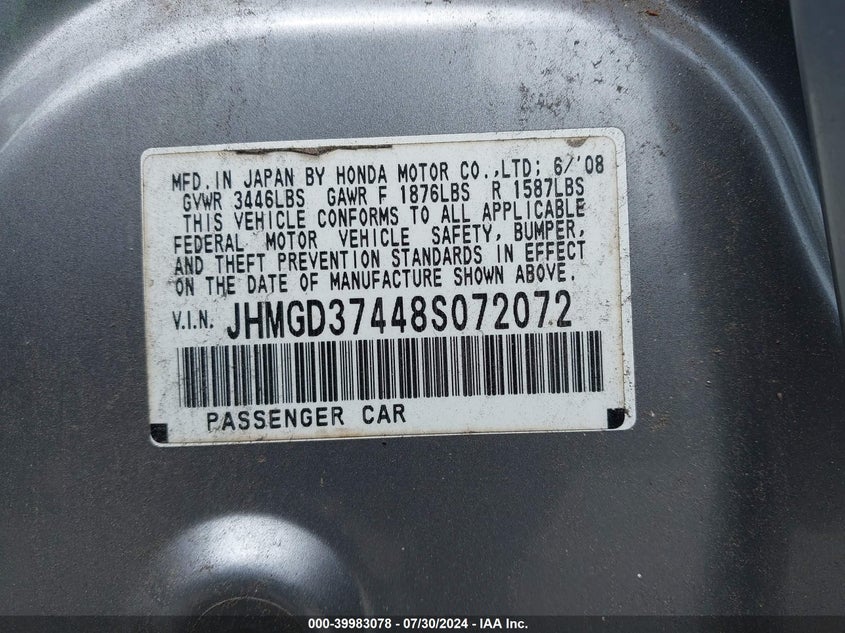 MFD. IN JAPAN BY HONDA MOTOR CO.,LTD; 6/'08
GVWR 3446LBS GAWR F 1876LBS R 1587LBS
THIS VEHICLE CONFORMS TO ALL APPLICABLE
FEDERAL MOTOR VEHICLE SAFETY, BUMPER,
AND THEFT PREVENTION STANDARDS IN EFFECT
ON THE DATE OF MANUFACTURE SHOWN ABOVE.
V.I.N. JHMGD37448S072072
PASSENGER CAR
000-39983078 - 07/30/2024 - IAA Inc.